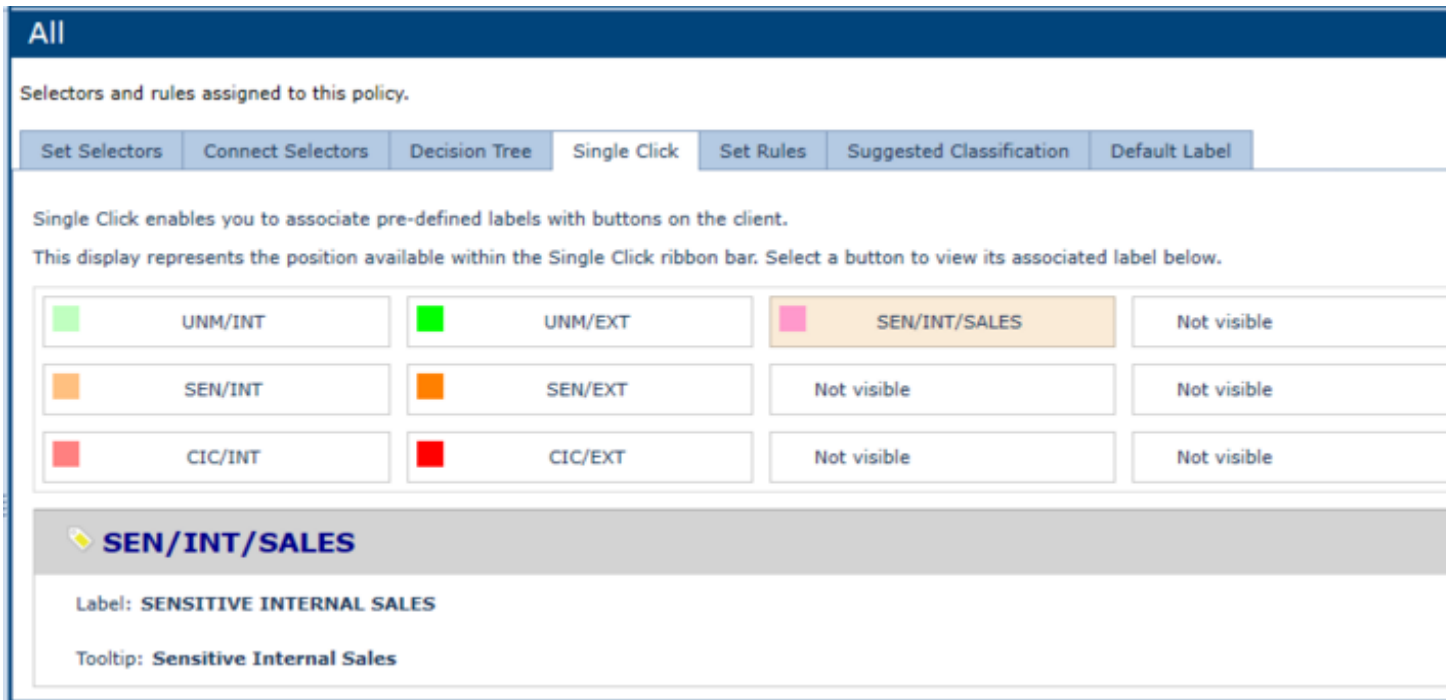 All
Selectors and rules assigned to this policy.
Set Selectors Connect Selectors Decision Tree Single Click Set Rules Suggested Classification Default Label
Single Click enables you to associate pre-defined labels with buttons on the client.
This display represents the position available within the Single Click ribbon bar. Select a button to view its associated label below.
UNM/INT UNM/EXT SEN/INT/SALES Not visible
SEN/INT SEN/EXT Not visible Not visible
CIC/INT CIC/EXT Not visible Not visible
SEN/INT/SALES
Label: SENSITIVE INTERNAL SALES
Tooltip: Sensitive Internal Sales